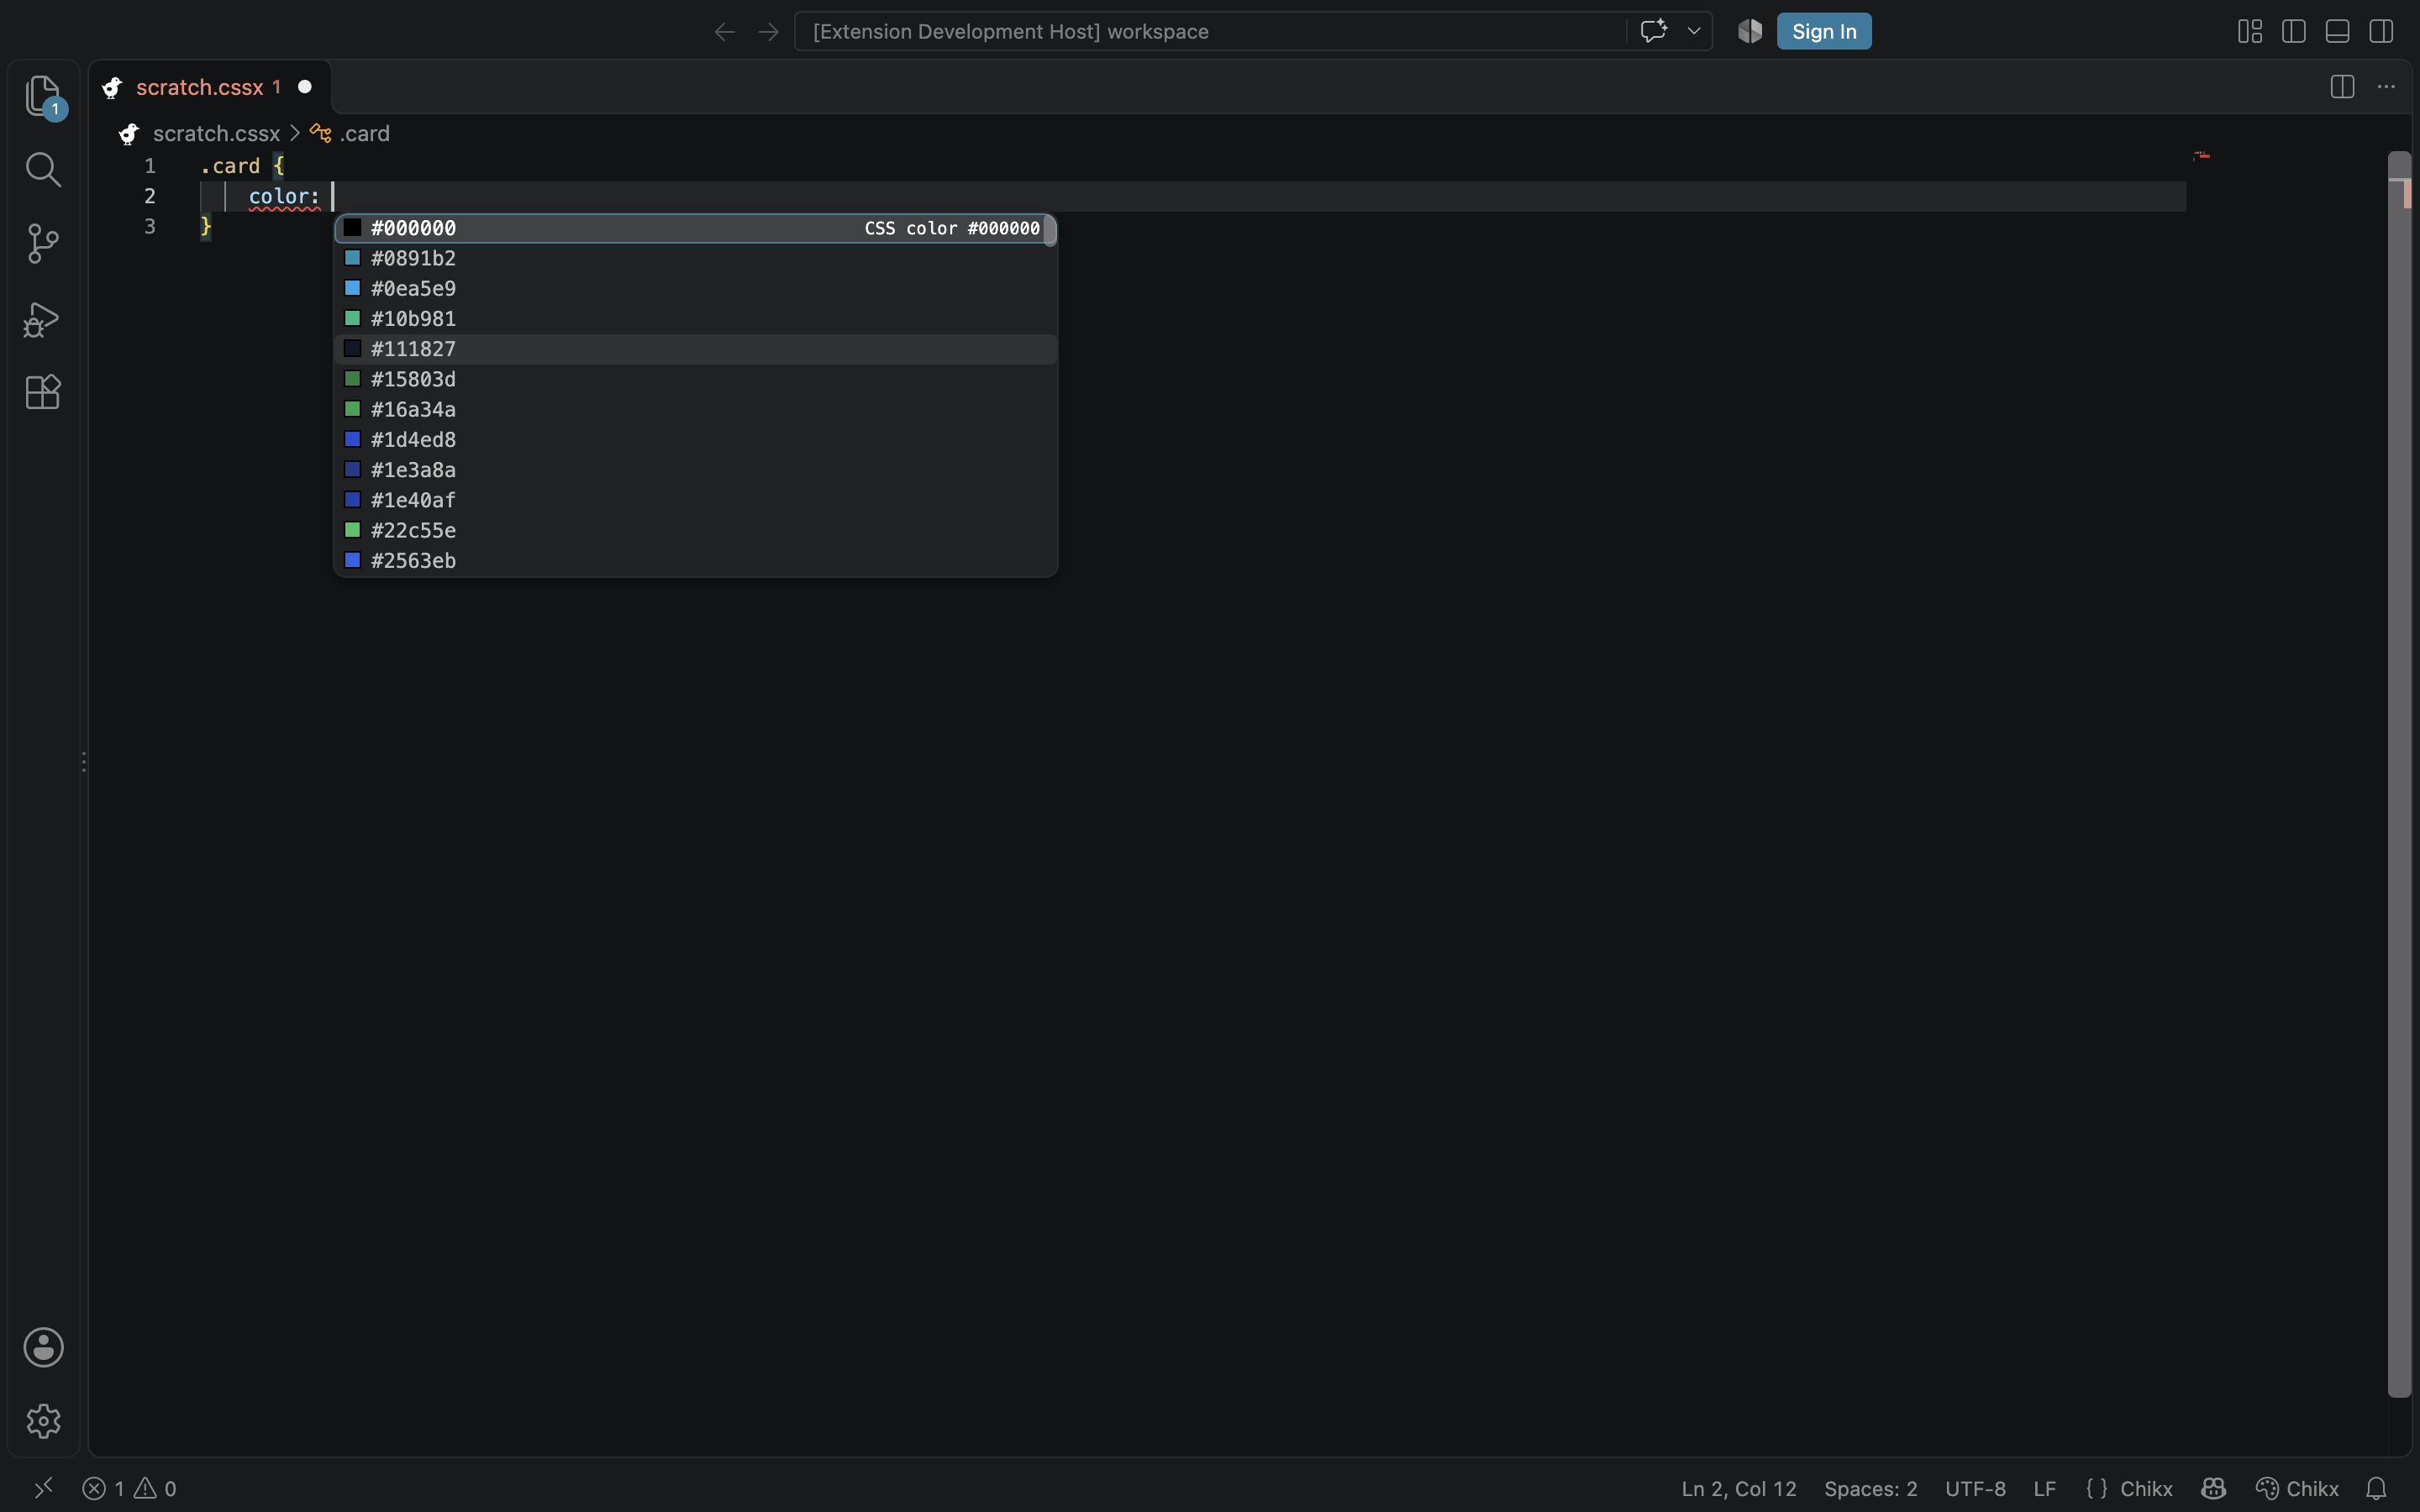 [Extension Development Host] workspace
Sign In
1
scratch.cssx 1
scratch.cssx > .card
1 .card {
2 color:
3 }
#000000 CSS color #000000
#0891b2
#0ea5e9
#10b981
#111827
#15803d
#16a34a
#1d4ed8
#1e3a8a
#1e40af
#22c55e
#2563eb
1 0
Ln 2, Col 12 Spaces: 2 UTF-8 LF { } Chikx Chikx